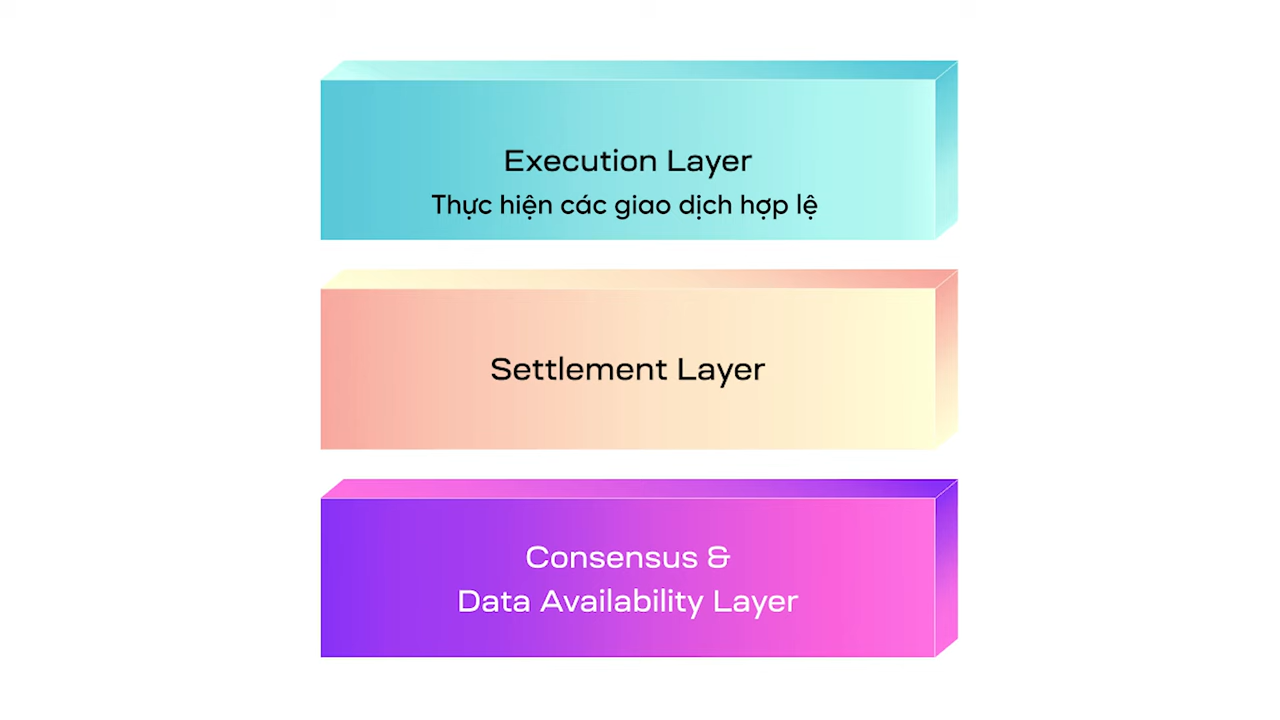 Execution Layer
Thực hiện các giao dịch hợp lệ
Settlement Layer
Consensus &
Data Availability Layer